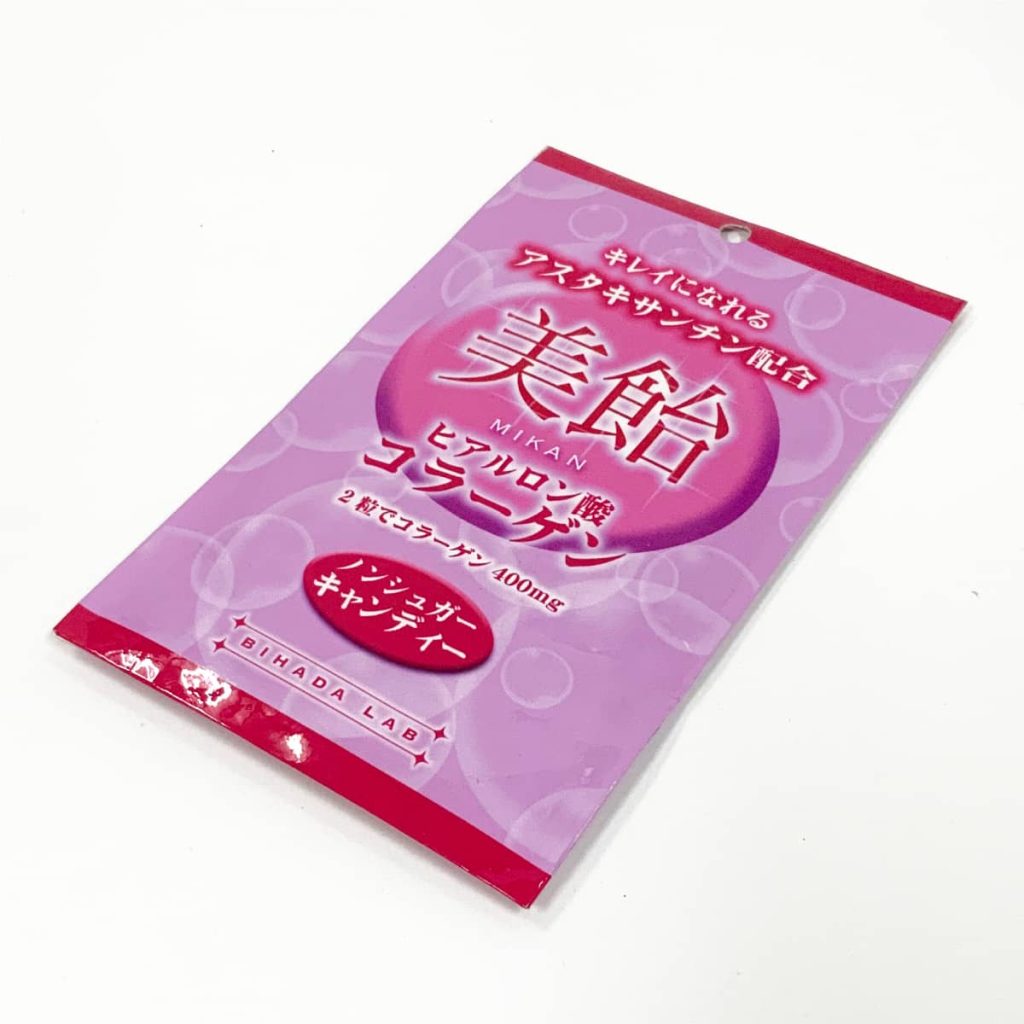 キレイになれる
アスタキサンチン配合
美飴
MIKAN
ヒアルロン酸
コラーゲン
2粒でコラーゲン400mg
ノンシュガー
キャンディー
BIHADA LAB